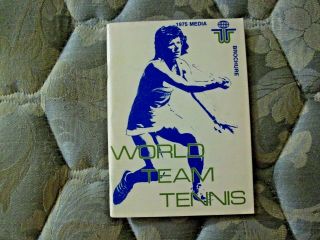 1975 MEDIA
BROCHURE
WORLD
TEAM
TENNIS